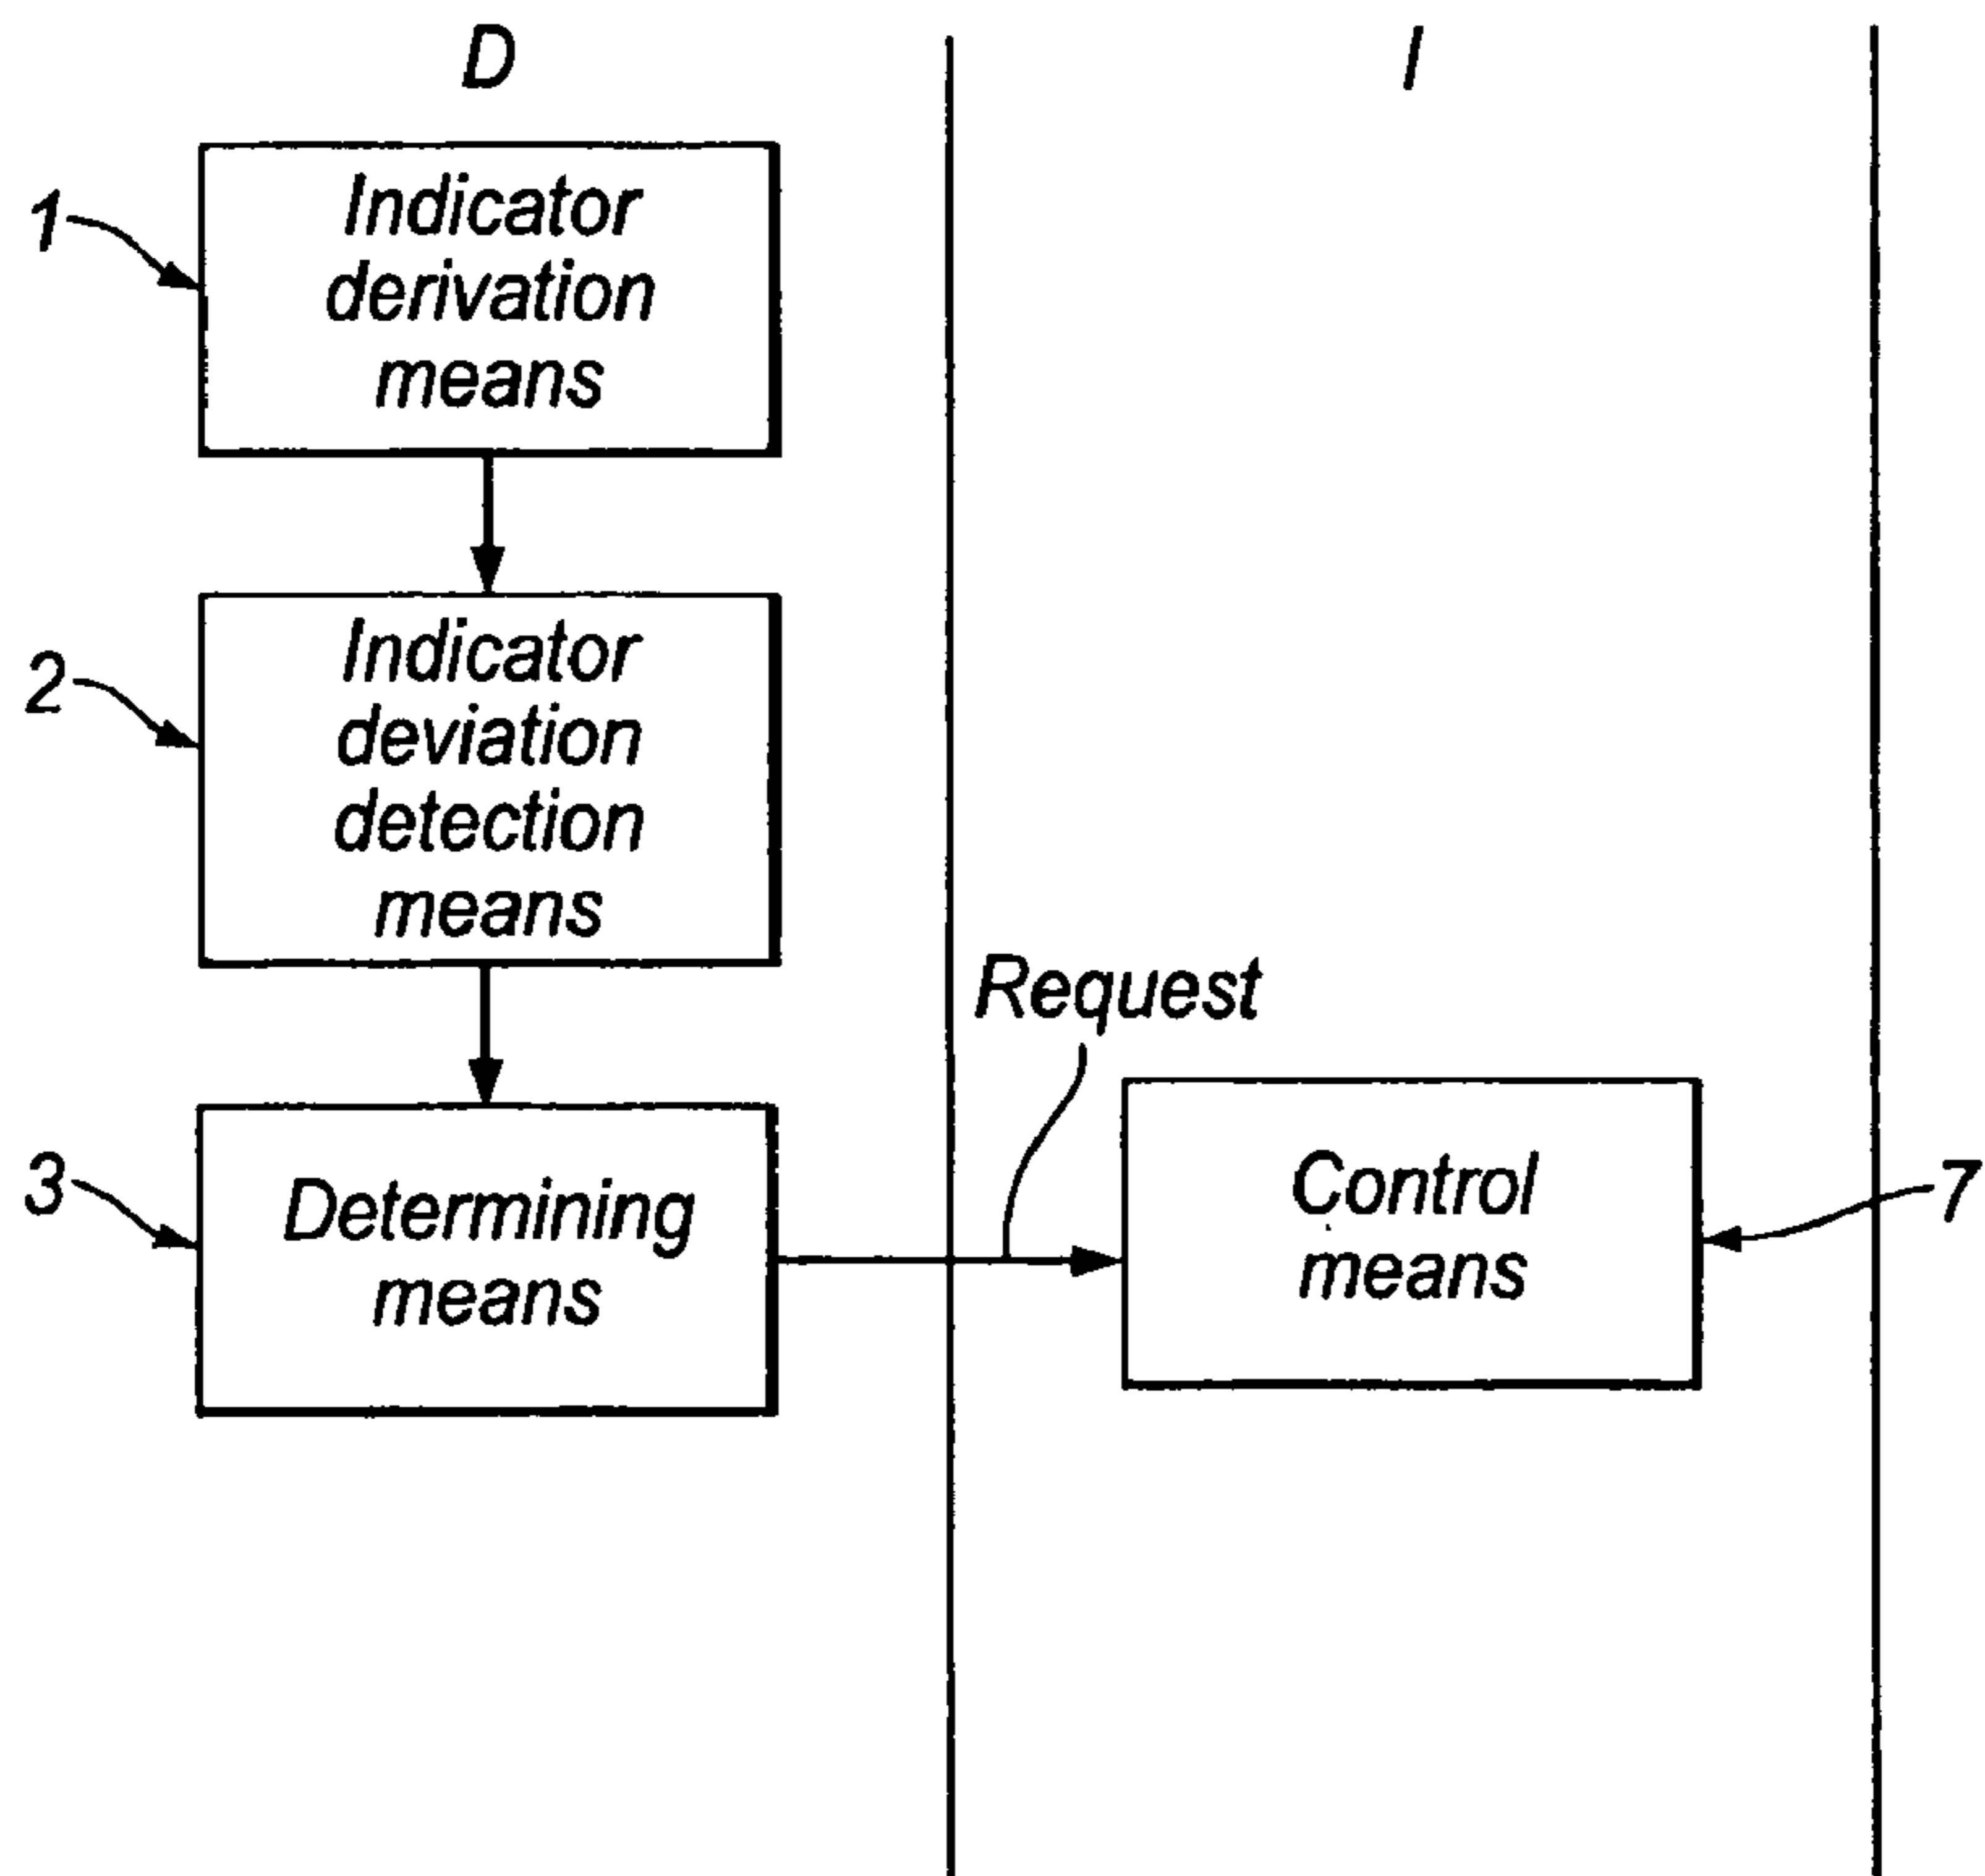 D
I
1
Indicator
derivation
means
2
Indicator
deviation
detection
means
Request
3
Determining
means
Control
means
7